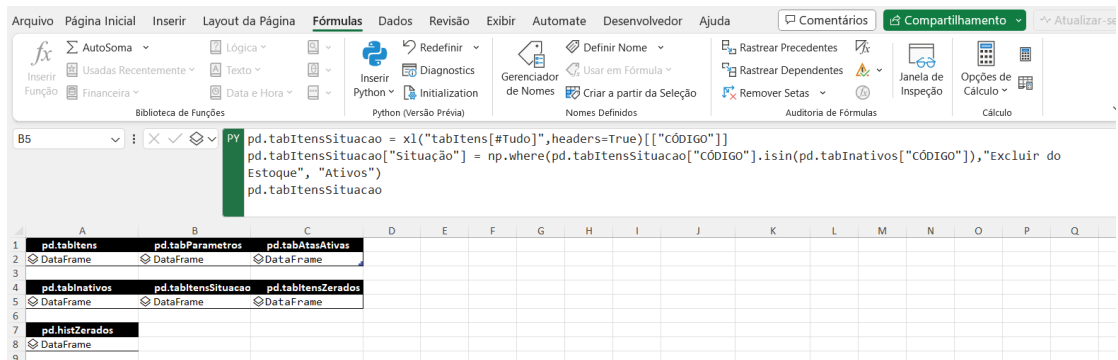 Arquivo Página Inicial Inserir Layout da Página Fórmulas Dados Revisão Exibir Automate Desenvolvedor Ajuda Comentários Compartilhamento Atualizar-se
fx AutoSoma Lógica Redefinir Definir Nome Rastrear Precedentes
Inserir Função Usadas Recentemente Texto Inserir Python Diagnostics Gerenciador de Nomes Usar em Fórmula Rastrear Dependentes Janela de Inspeção Opções de Cálculo
Financeira Data e Hora Initialization Criar a partir da Seleção Remover Setas
Biblioteca de Funções Python (Versão Prévia) Nomes Definidos Auditoria de Fórmulas Cálculo
B5 PY pd.tabItensSituacao = xl("tabItens[#Tudo]",headers=True)[["CÓDIGO"]]
pd.tabItensSituacao["Situação"] = np.where(pd.tabItensSituacao["CÓDIGO"].isin(pd.tabInativos["CÓDIGO"]),"Excluir do
Estoque", "Ativos")
pd.tabItensSituacao
A B C D E F G H I J K L M N O P Q
1 pd.tabItens pd.tabParametros pd.tabAtasAtivas
2 DataFrame DataFrame DataFrame
3
4 pd.tabInativos pd.tabItensSituacao pd.tabItensZerados
5 DataFrame DataFrame DataFrame
6
7 pd.histZerados
8 DataFrame
9